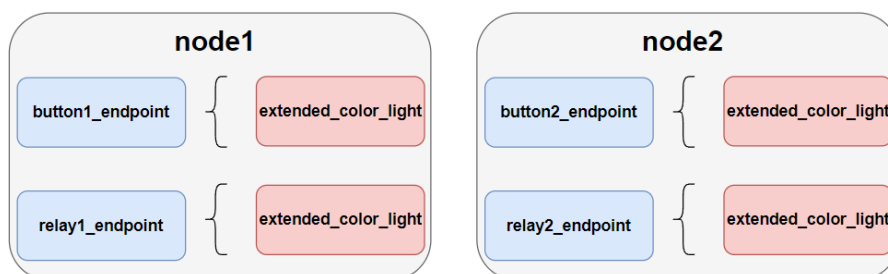 node1
button1_endpoint
extended_color_light
relay1_endpoint
extended_color_light
node2
button2_endpoint
extended_color_light
relay2_endpoint
extended_color_light